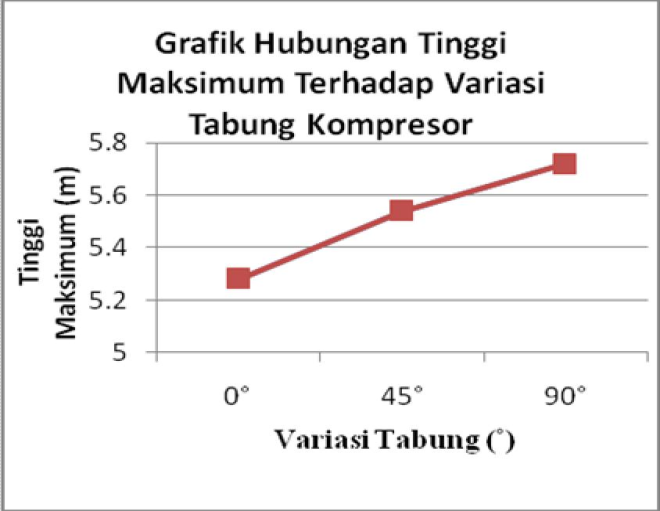 Grafik Hubungan Tinggi
Maksimum Terhadap Variasi
Tabung Kompresor
5.8
5.6
5.4
5.2
5
Tinggi
Maksimum (m)
0˚
45˚
90˚
Variasi Tabung (˚)